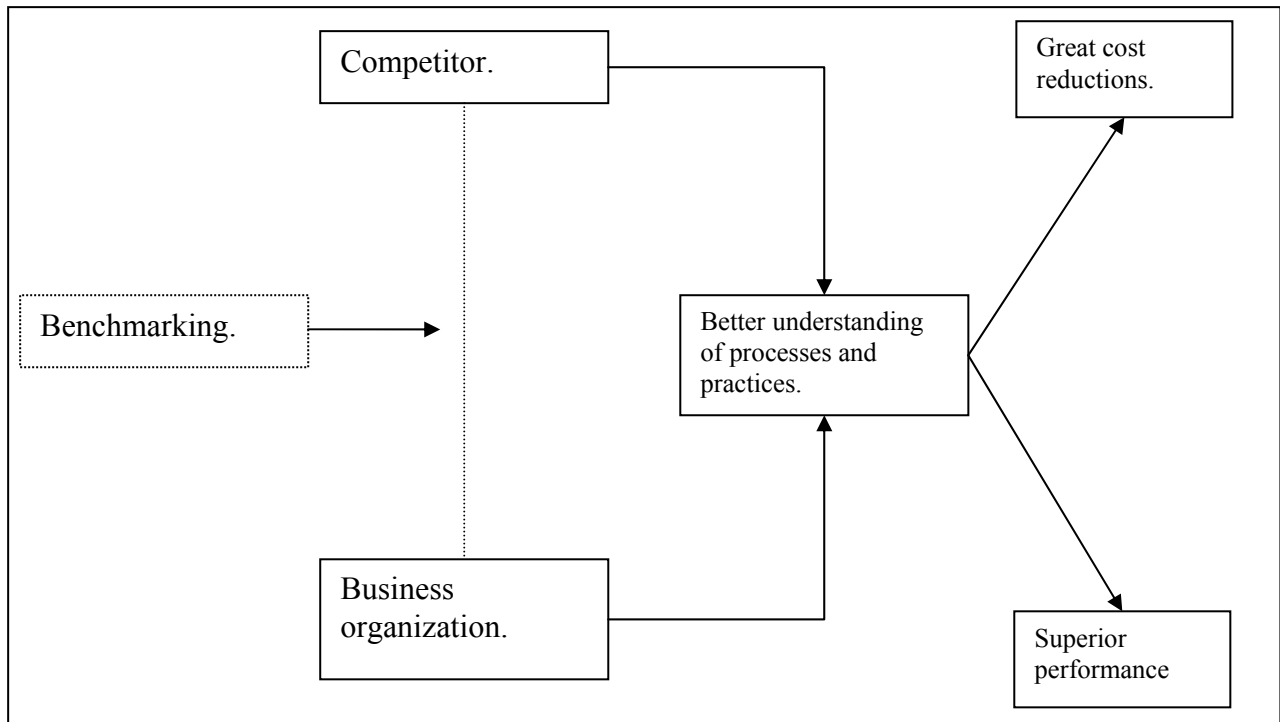 Competitor.
Great cost
reductions.
Benchmarking.
Better understanding
of processes and
practices.
Business
organization.
Superior
performance